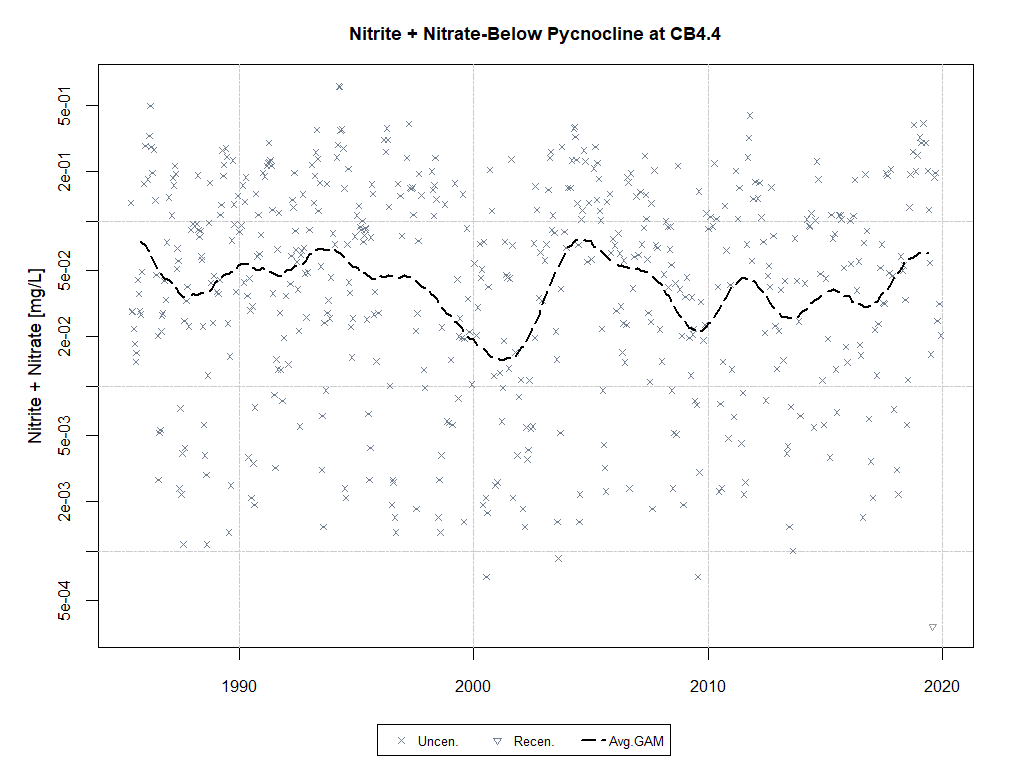 Nitrite + Nitrate-Below Pycnocline at CB4.4
Nitrite + Nitrate [mg/L]
5e-01
2e-01
5e-02
2e-02
5e-03
2e-03
5e-04
1990
2000
2010
2020
Uncen.
Recen.
Avg.GAM